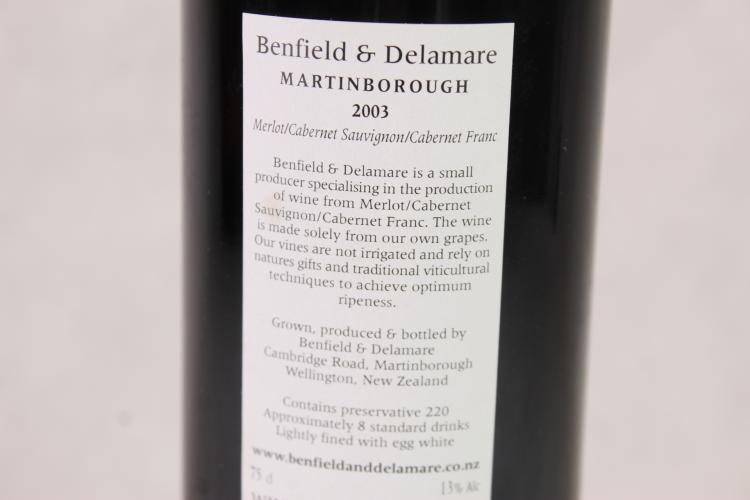 Benfield & Delamare
MARTINBOROUGH
2003
Merlot/Cabernet Sauvignon/Cabernet Franc
Benfield & Delamare is a small
producer specialising in the production
of wine from Merlot/Cabernet
Sauvignon/Cabernet Franc. The wine
is made solely from our own grapes.
Our vines are not irrigated and rely on
natures gifts and traditional viticultural
techniques to achieve optimum
ripeness.
Grown, produced & bottled by
Benfield & Delamare
Cambridge Road, Martinborough
Wellington, New Zealand
Contains preservative 220
Approximately 8 standard drinks
Lightly fined with egg white
www.benfieldanddelamare.co.nz
75 cl 13% Alc